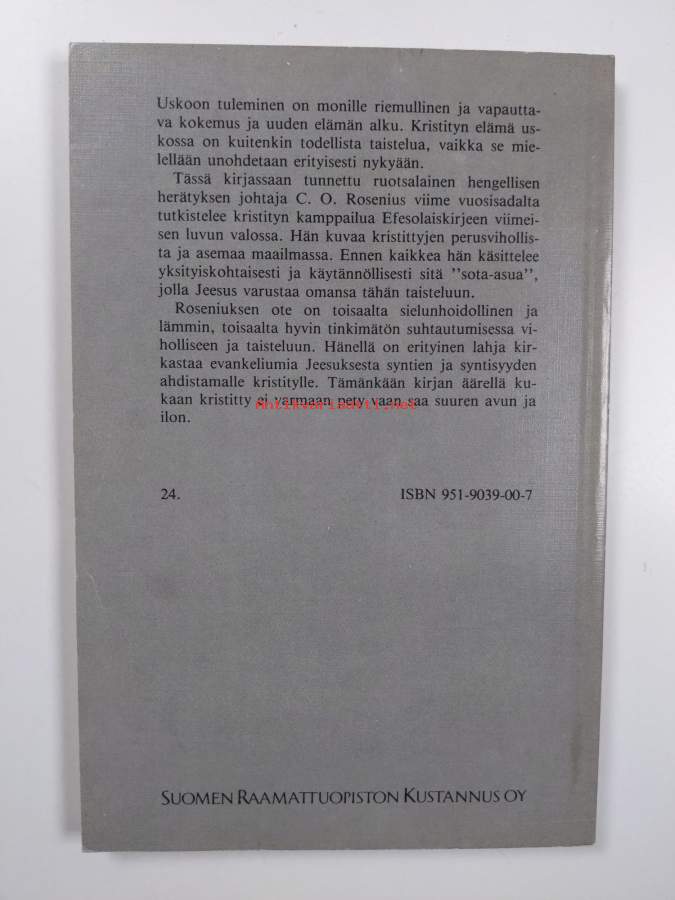 Uskoon tuleminen on monille riemullinen ja vapautta-
va kokemus ja uuden elämän alku. Kristityn elämä us-
kossa on kuitenkin todellista taistelua, vaikka se mie-
lellään unohdetaan erityisesti nykyään.
Tässä kirjassaan tunnettu ruotsalainen hengellisen
herätyksen johtaja C. O. Rosenius viime vuosisadalta
tutkistelee kristityn kamppailua Efesolaiskirjeen viimei-
sen luvun valossa. Hän kuvaa kristittyjen perusvihollis-
ta ja asemaa maailmassa. Ennen kaikkea hän käsittelee
yksityiskohtaisesti ja käytännöllisesti sitä ”sota-asua”,
jolla Jeesus varustaa omansa tähän taisteluun.
Roseniuksen ote on toisaalta sielunhoidollinen ja
lämmin, toisaalta hyvin tinkimätön suhtautumisessa vi-
holliseen ja taisteluun. Hänellä on erityinen lahja kir-
kastaa evankeliumia Jeesuksesta syntien ja syntisyyden
ahdistamalle kristitylle. Tämänkään kirjan äärellä ku-
kaan kristitty ei varmaan pety vaan saa suuren avun ja
Antikvariaatti.net
ilon.
24. ISBN 951-9039-00-7
SUOMEN RAAMATTUOPISTON KUSTANNUS OY